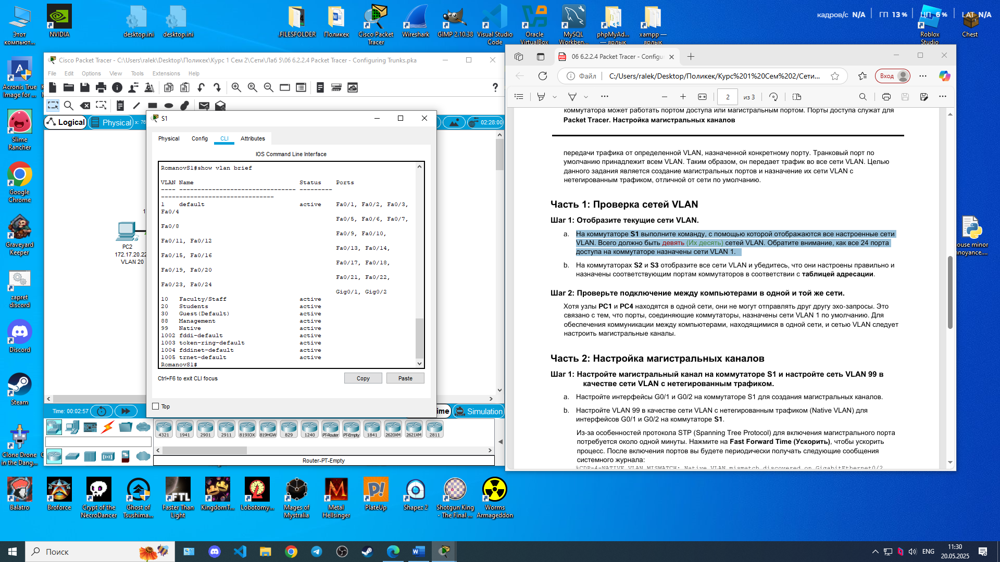 Этот компьют...
NVIDIA
desktop.ini
desktop.ini
.FILESFOLDER
Поликек
Cisco Packet Tracer
Wireshark
GIMP 2.10.38
Visual Studio Code
Oracle VirtualBox
MySQL Workben...
phpMyAd... — ярлык
xampp — ярлык
Roblox Studio
Chest
кадров/с N/A ГП 13 % ЦП 6 % LAT N/A
Acronis True Image for ...
Slime Rancher
Google Chrome
Graveyard Keeper
zapret discord
Discord
Steam
Clone Drone in the Dang...
Cisco Packet Tracer - C:\Users\ralek\Desktop\Поликек\Курс 1 Сем 2\Сети\Лаб 5\06 6.2.2.4 Packet Tracer - Configuring Trunks.pka
File Edit Options View Tools Extensions Help
Logical Physical x: 76
02:28:00
PC2
172.17.20.22
VLAN 20
S1
Physical Config CLI Attributes
IOS Command Line Interface
RomanovS1#show vlan brief
VLAN Name Status Ports
---- -------------------------------- ---------
-------------------------------
1 default active Fa0/1, Fa0/2, Fa0/3,
Fa0/4
Fa0/5, Fa0/6, Fa0/7,
Fa0/8
Fa0/9, Fa0/10,
Fa0/11, Fa0/12
Fa0/13, Fa0/14,
Fa0/15, Fa0/16
Fa0/17, Fa0/18,
Fa0/19, Fa0/20
Fa0/21, Fa0/22,
Fa0/23, Fa0/24
Gig0/1, Gig0/2
10 Faculty/Staff active
20 Students active
30 Guest(Default) active
88 Management active
99 Native active
1002 fddi-default active
1003 token-ring-default active
1004 fddinet-default active
1005 trnet-default active
RomanovS1#
Ctrl+F6 to exit CLI focus
Copy Paste
Top
Time: 00:02:57
ime
Simulation
4321 1941 2901 2911 819IOX 819HGW 829 1240 PT-Router PT-Empty 1841 2620XM 2621XM 2811
Router-PT-Empty
06 6.2.2.4 Packet Tracer - Configu
Файл C:/Users/ralek/Desktop/Поликек/Курс%201%20Сем%202/Сети...
Вход
2 из 3
коммутатора может работать портом доступа или магистральным портом. Порты доступа служат для
Packet Tracer. Настройка магистральных каналов
передачи трафика от определенной VLAN, назначенной конкретному порту. Транковый порт по
умолчанию принадлежит всем VLAN. Таким образом, он передает трафик во все сети VLAN. Целью
данного задания является создание магистральных портов и назначение их сети VLAN с
нетегированным трафиком, отличной от сети по умолчанию.
Часть 1: Проверка сетей VLAN
Шаг 1: Отобразите текущие сети VLAN.
a. На коммутаторе S1 выполните команду, с помощью которой отображаются все настроенные сети
VLAN. Всего должно быть девять (Их десять) сетей VLAN. Обратите внимание, как все 24 порта
доступа на коммутаторе назначены сети VLAN 1.
b. На коммутаторах S2 и S3 отобразите все сети VLAN и убедитесь, что они настроены правильно и
назначены соответствующим портам коммутаторов в соответствии с таблицей адресации.
Шаг 2: Проверьте подключение между компьютерами в одной и той же сети.
Хотя узлы PC1 и PC4 находятся в одной сети, они не могут отправлять друг другу эхо-запросы. Это
связано с тем, что порты, соединяющие коммутаторы, назначены сети VLAN 1 по умолчанию. Для
обеспечения коммуникации между компьютерами, находящимися в одной сети, и сетью VLAN следует
настроить магистральные каналы.
Часть 2: Настройка магистральных каналов
Шаг 1: Настройте магистральный канал на коммутаторе S1 и настройте сеть VLAN 99 в
качестве сети VLAN с нетегированным трафиком.
a. Настройте интерфейсы G0/1 и G0/2 на коммутаторе S1 для создания магистральных каналов.
b. Настройте VLAN 99 в качестве сети VLAN с нетегированным трафиком (Native VLAN) для
интерфейсов G0/1 и G0/2 на коммутаторе S1.
Из-за особенностей протокола STP (Spanning Tree Protocol) для включения магистрального порта
потребуется около одной минуты. Нажмите на Fast Forward Time (Ускорить), чтобы ускорить
процесс. После включения портов вы будете периодически получать следующие сообщения
системного журнала:
%CDP-4-NATIVE_VLAN_MISMATCH: Native VLAN mismatch discovered on GigabitEthernet0/2
ouse minor
nnoyance....
Balatro
Broforce
Crypt of the NecroDancer
Ghost of Tsushima...
FTL
Faster Than Light
KingdomT...
Lobotomy...
Mages of Mystralia
Metal Hellsinger
PlateUp
Shapez 2
Shotgun King - The Final ...
Worms Armageddon
Поиск
ENG
11:30
20.05.2025